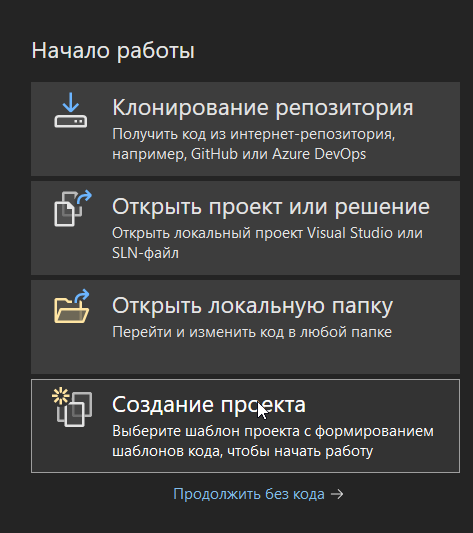 Начало работы
Клонирование репозитория
Получить код из интернет-репозитория,
например, GitHub или Azure DevOps
Открыть проект или решение
Открыть локальный проект Visual Studio или
SLN-файл
Открыть локальную папку
Перейти и изменить код в любой папке
Создание проекта
Выберите шаблон проекта с формированием
шаблонов кода, чтобы начать работу
Продолжить без кода →